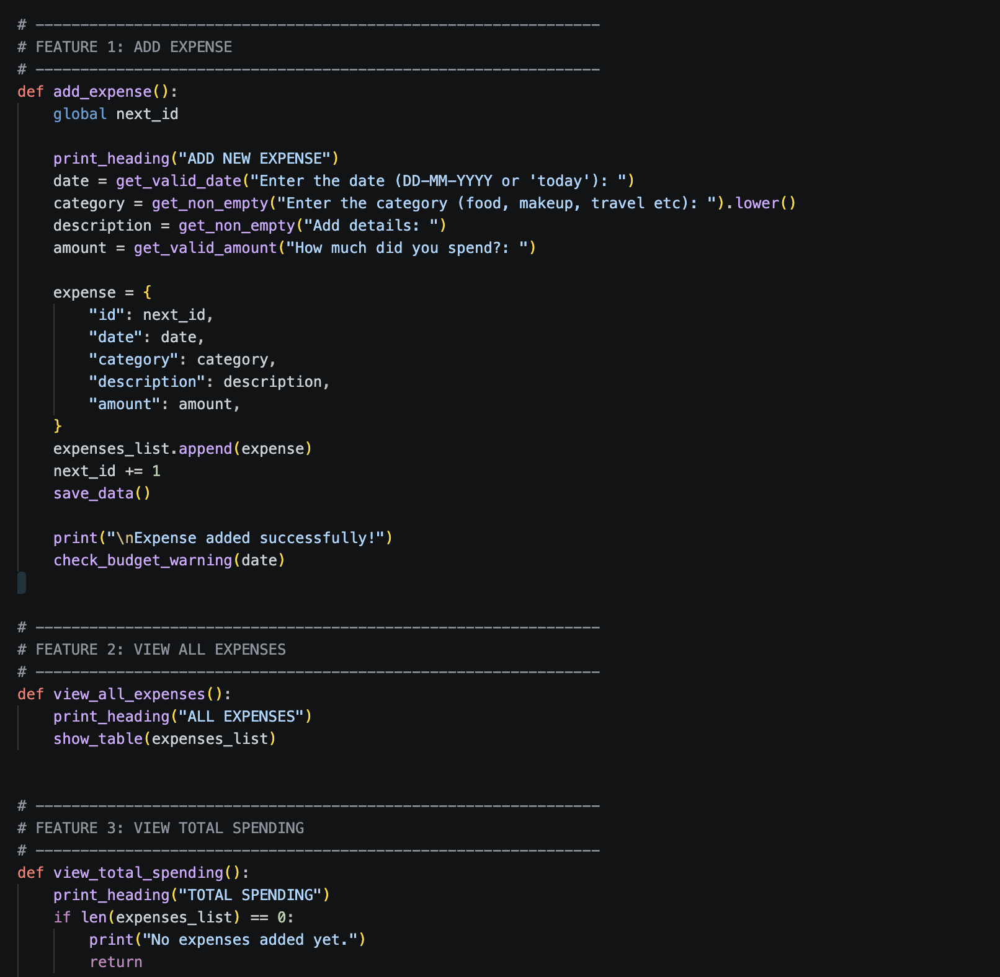 # ---------------------------------------------------------------
# FEATURE 1: ADD EXPENSE
# ---------------------------------------------------------------
def add_expense():
    global next_id

    print_heading("ADD NEW EXPENSE")
    date = get_valid_date("Enter the date (DD-MM-YYYY or 'today'): ")
    category = get_non_empty("Enter the category (food, makeup, travel etc): ").lower()
    description = get_non_empty("Add details: ")
    amount = get_valid_amount("How much did you spend?: ")

    expense = {
        "id": next_id,
        "date": date,
        "category": category,
        "description": description,
        "amount": amount,
    }
    expenses_list.append(expense)
    next_id += 1
    save_data()

    print("\nExpense added successfully!")
    check_budget_warning(date)


# ---------------------------------------------------------------
# FEATURE 2: VIEW ALL EXPENSES
# ---------------------------------------------------------------
def view_all_expenses():
    print_heading("ALL EXPENSES")
    show_table(expenses_list)


# ---------------------------------------------------------------
# FEATURE 3: VIEW TOTAL SPENDING
# ---------------------------------------------------------------
def view_total_spending():
    print_heading("TOTAL SPENDING")
    if len(expenses_list) == 0:
        print("No expenses added yet.")
        return